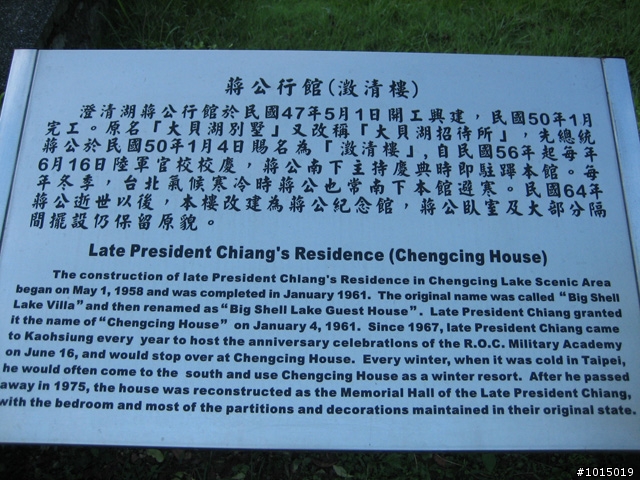 蔣公行館(澂清樓)
澄清湖蔣公行館於民國47年5月1日開工興建，民國50年1月
完工。原名「大貝湖別墅」又改稱「大貝湖招待所」，先總統
蔣公於民國50年1月4日賜名為「澂清樓」,自民國56年起每年
6月16日陸軍官校校慶，蔣公南下主持慶典時即駐蹕本館。每
年冬季，台北氣候寒冷時蔣公也常南下本館避寒。民國64年
蔣公逝世以後，本樓改建為蔣公紀念館，蔣公臥室及大部分隔
間擺設仍保留原貌。
Late President Chiang's Residence (Chengcing House)
The construction of late President Chiang's Residence in Chengcing Lake Scenic Area
began on May 1, 1958 and was completed in January 1961. The original name was called "Big Shell
Lake Villa" and then renamed as "Big Shell Lake Guest House". Late President Chiang granted
it the name of "Chengcing House" on January 4, 1961. Since 1967, late President Chiang came
to Kaohsiung every year to host the anniversary celebrations of the R.O.C. Military Academy
on June 16, and would stop over at Chengcing House. Every winter, when it was cold in Taipei,
he would often come to the south and use Chengcing House as a winter resort. After he passed
away in 1975, the house was reconstructed as the Memorial Hall of the Late President Chiang,
with the bedroom and most of the partitions and decorations maintained in their original state.
#1015019